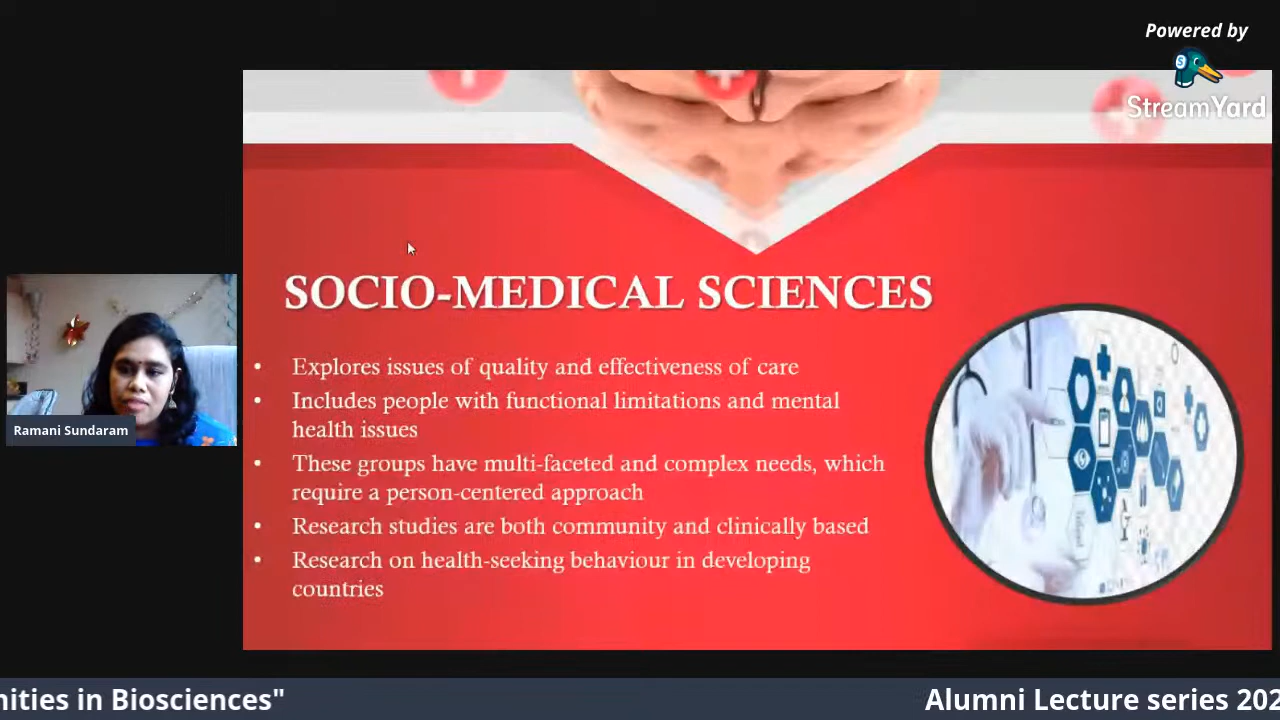 Powered by
StreamYard
SOCIO-MEDICAL SCIENCES
• Explores issues of quality and effectiveness of care
• Includes people with functional limitations and mental
health issues
• These groups have multi-faceted and complex needs, which
require a person-centered approach
• Research studies are both community and clinically based
• Research on health-seeking behaviour in developing
countries
Ramani Sundaram
nities in Biosciences"
Alumni Lecture series 202